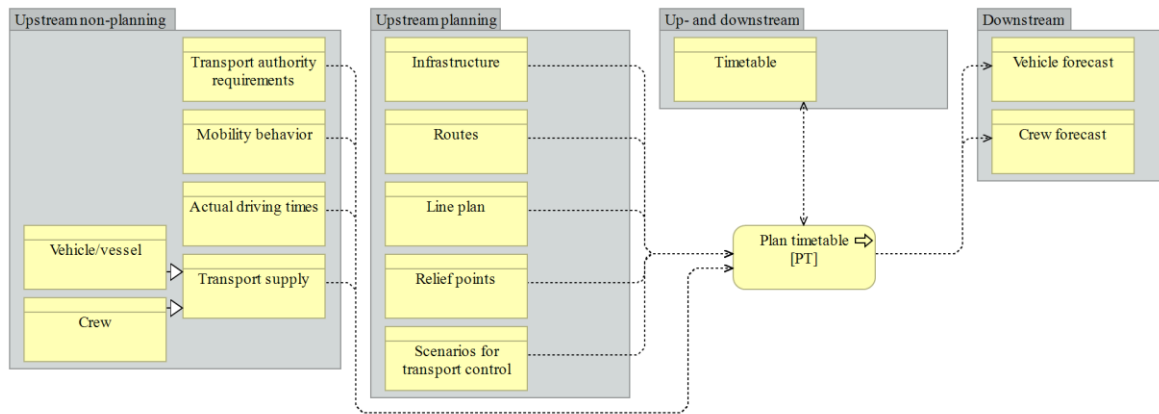 Upstream non-planning
Transport authority
requirements
Mobility behavior
Actual driving times
Vehicle/vessel
Transport supply
Crew
Upstream planning
Infrastructure
Routes
Line plan
Relief points
Scenarios for
transport control
Up- and downstream
Timetable
Plan timetable
[PT]
Downstream
Vehicle forecast
Crew forecast